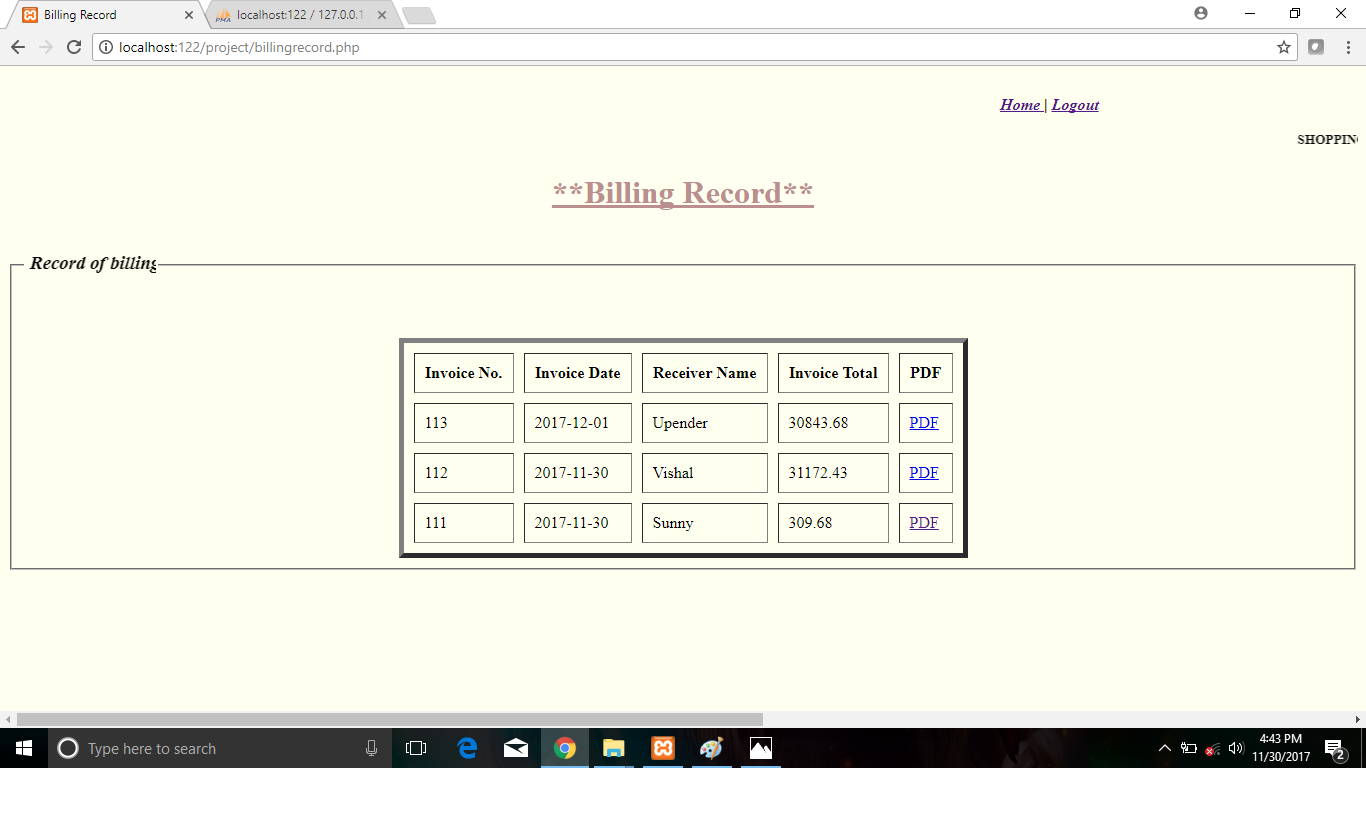 Billing Record
localhost:122 / 127.0.0.1
localhost:122/project/billingrecord.php
Home | Logout
SHOPPIN
**Billing Record**
Record of billing
Invoice No. Invoice Date Receiver Name Invoice Total PDF
113 2017-12-01 Upender 30843.68 PDF
112 2017-11-30 Vishal 31172.43 PDF
111 2017-11-30 Sunny 309.68 PDF
Type here to search
4:43 PM
11/30/2017
2